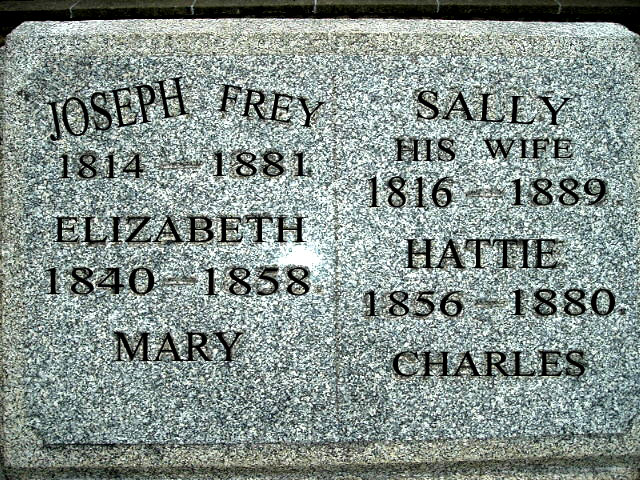 JOSEPH FREY
1814 — 1881.
ELIZABETH
1840 — 1858.
MARY
SALLY
HIS WIFE
1816 — 1889.
HATTIE
1856 — 1880.
CHARLES